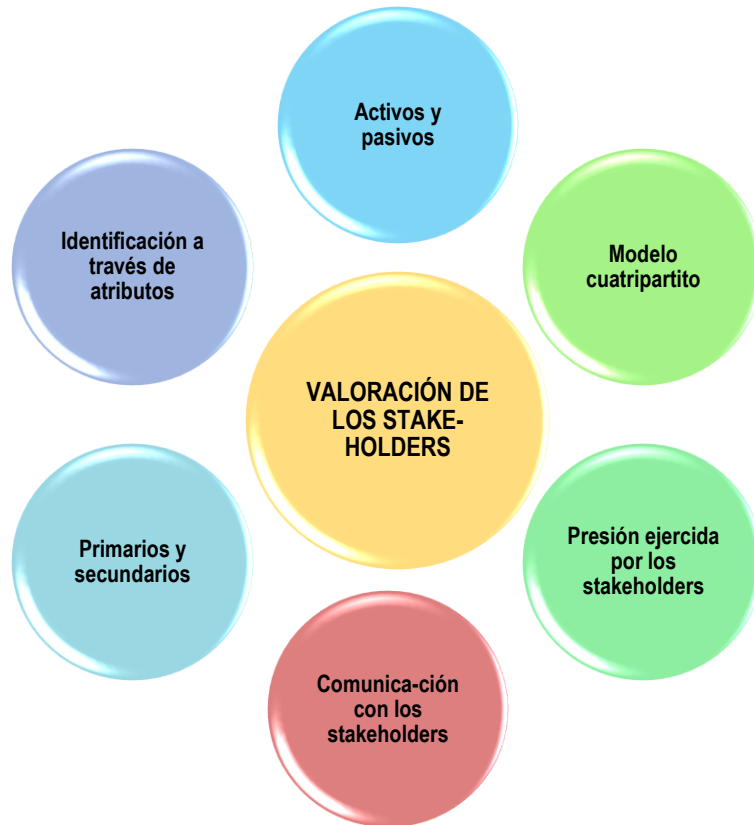 Activos y
pasivos
Identificación a
través de
atributos
Modelo
cuatripartito
VALORACIÓN DE
LOS STAKE-
HOLDERS
Primarios y
secundarios
Presión ejercida
por los
stakeholders
Comunica-ción
con los
stakeholders